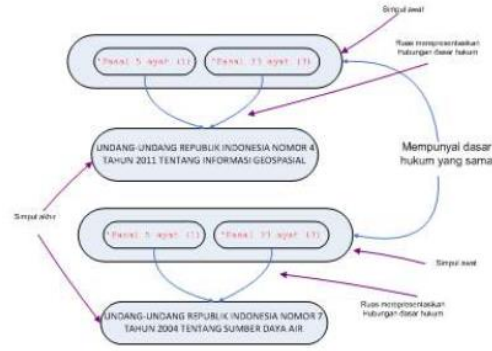 Simpul awal
Ruas merepresentasikan
Hubungan dasar hukum
"Pasal 5 ayat (1)
"Pasal 33 ayat (3)
UNDANG-UNDANG REPUBLIK INDONESIA NOMOR 4
TAHUN 2011 TENTANG INFORMASI GEOSPASIAL
Mempunyai dasar
hukum yang sama
Simpul akhir
"Pasal 5 ayat (1)
"Pasal 33 ayat (3)
Simpul awal
Ruas merepresentasikan
Hubungan dasar hukum
UNDANG-UNDANG REPUBLIK INDONESIA NOMOR 7
TAHUN 2004 TENTANG SUMBER DAYA AIR